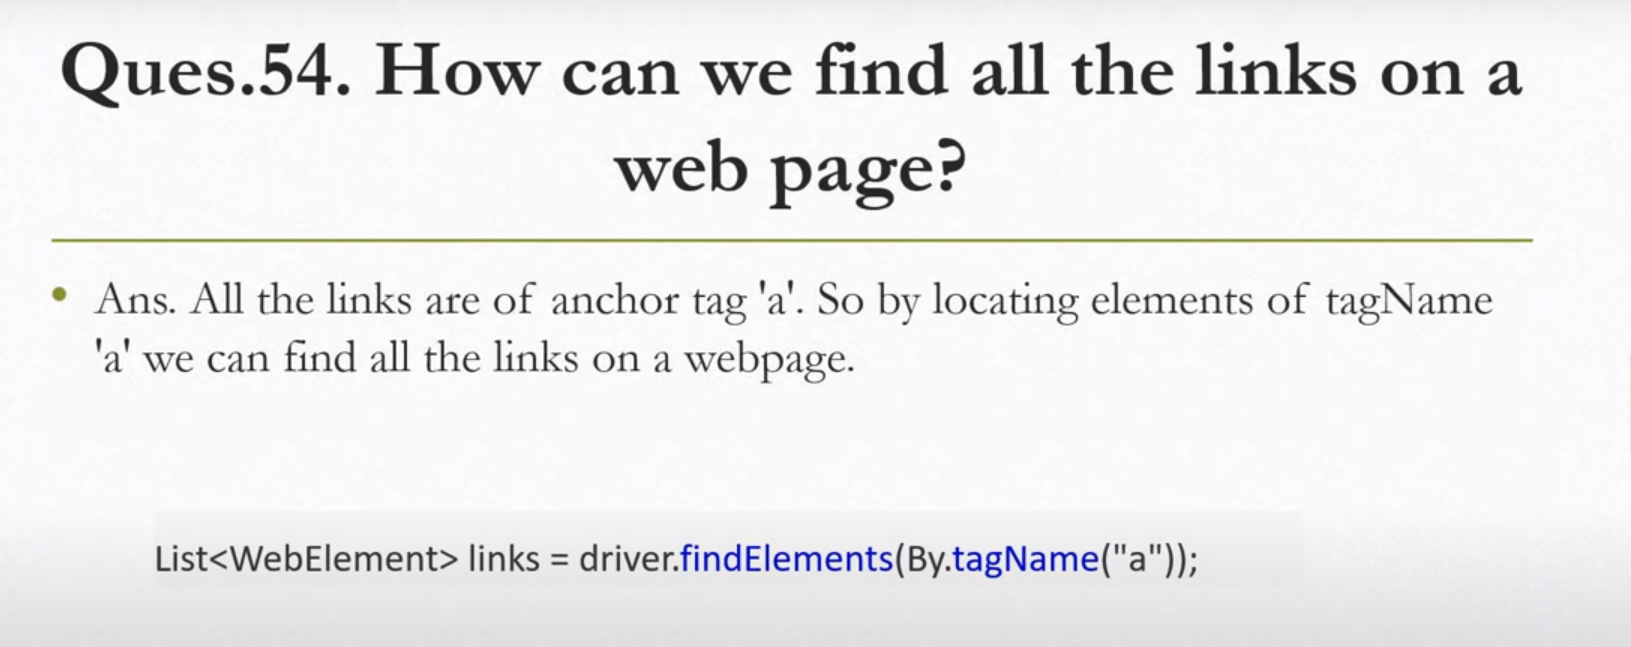 Ques.54. How can we find all the links on a
web page?
• Ans. All the links are of anchor tag 'a'. So by locating elements of tagName
'a' we can find all the links on a webpage.
List<WebElement> links = driver.findElements(By.tagName("a"));